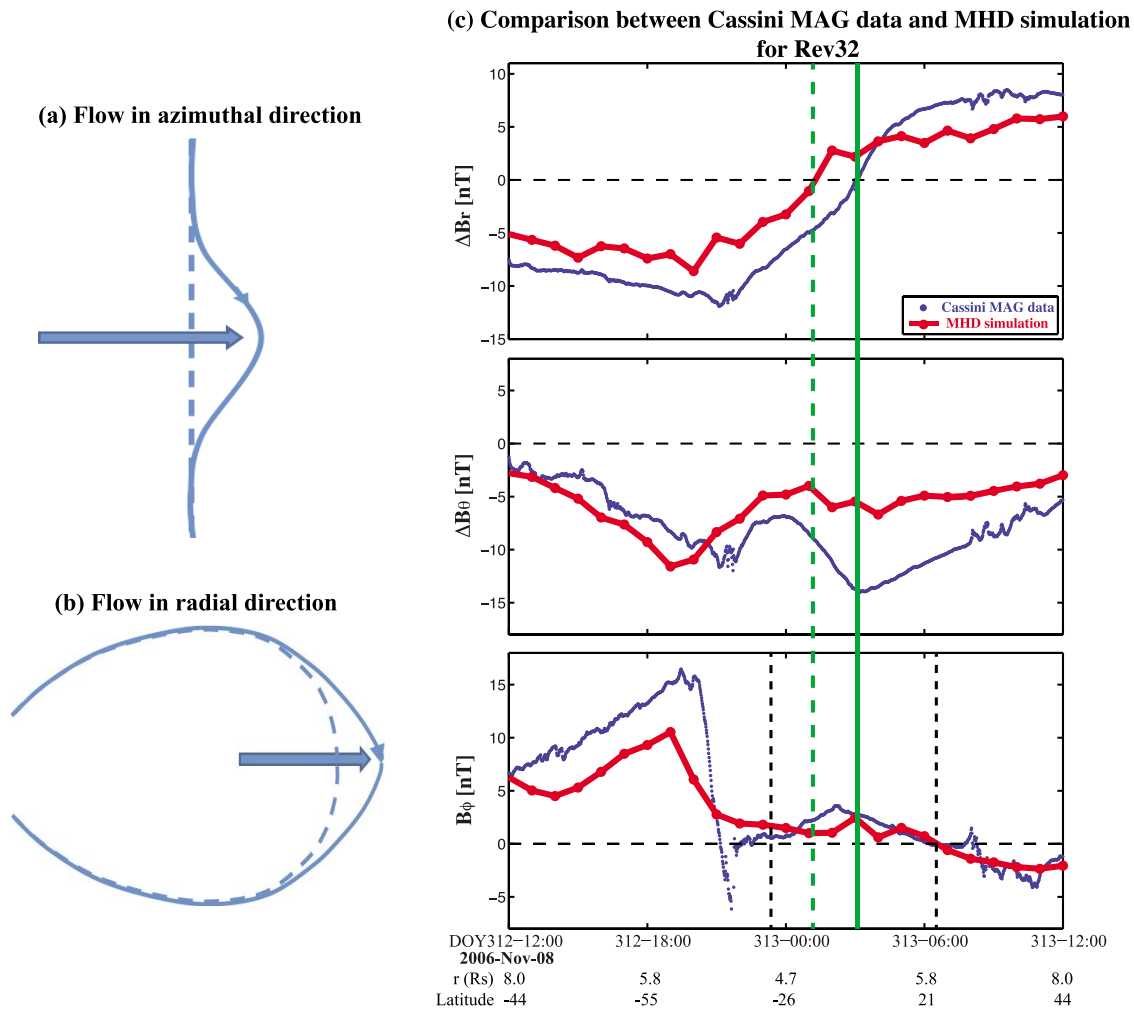 (c) Comparison between Cassini MAG data and MHD simulation
for Rev32
(a) Flow in azimuthal direction
(b) Flow in radial direction
10
5
0
−5
−10
−15
ΔBr [nT]
Cassini MAG data
MHD simulation
5
0
−5
−10
−15
ΔBθ [nT]
15
10
5
0
−5
Bϕ [nT]
DOY312−12:00 312−18:00 313−00:00 313−06:00 313−12:00
2006-Nov-08
r (Rs) 8.0 5.8 4.7 5.8 8.0
Latitude -44 -55 -26 21 44